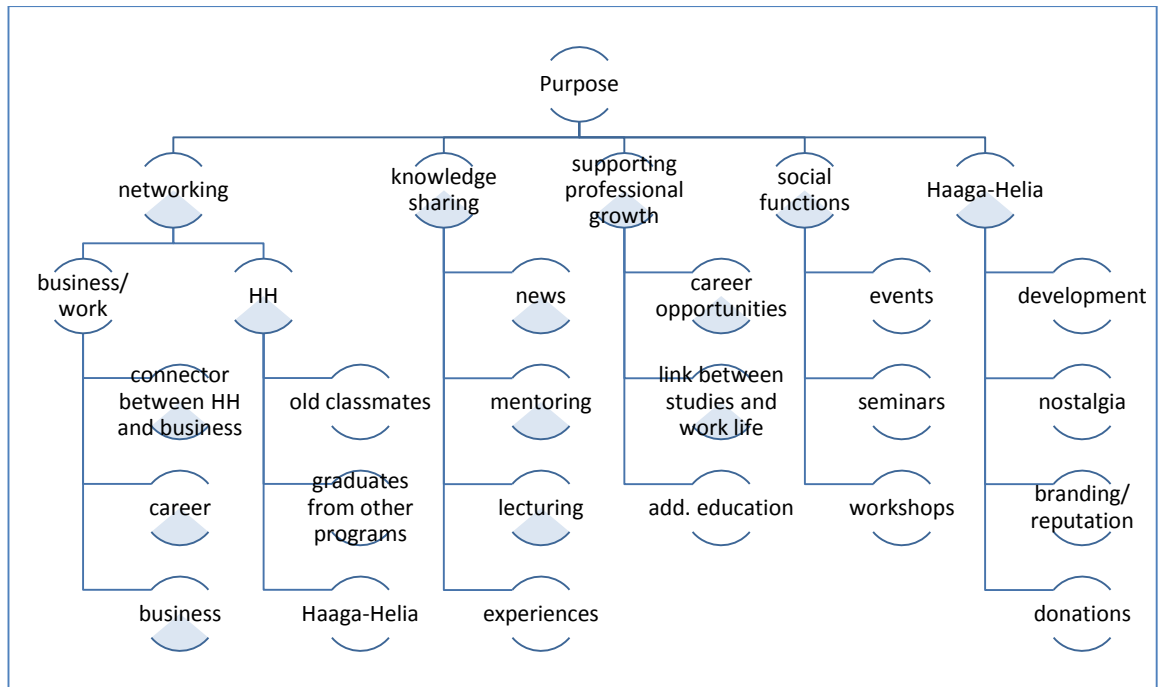 Purpose
networking
knowledge
sharing
supporting
professional
growth
social
functions
Haaga-Helia
business/
work
HH
news
career
opportunities
events
development
connector
between HH
and business
old classmates
mentoring
link between
studies and
work life
seminars
nostalgia
career
graduates
from other
programs
lecturing
add. education
workshops
branding/
reputation
business
Haaga-Helia
experiences
donations